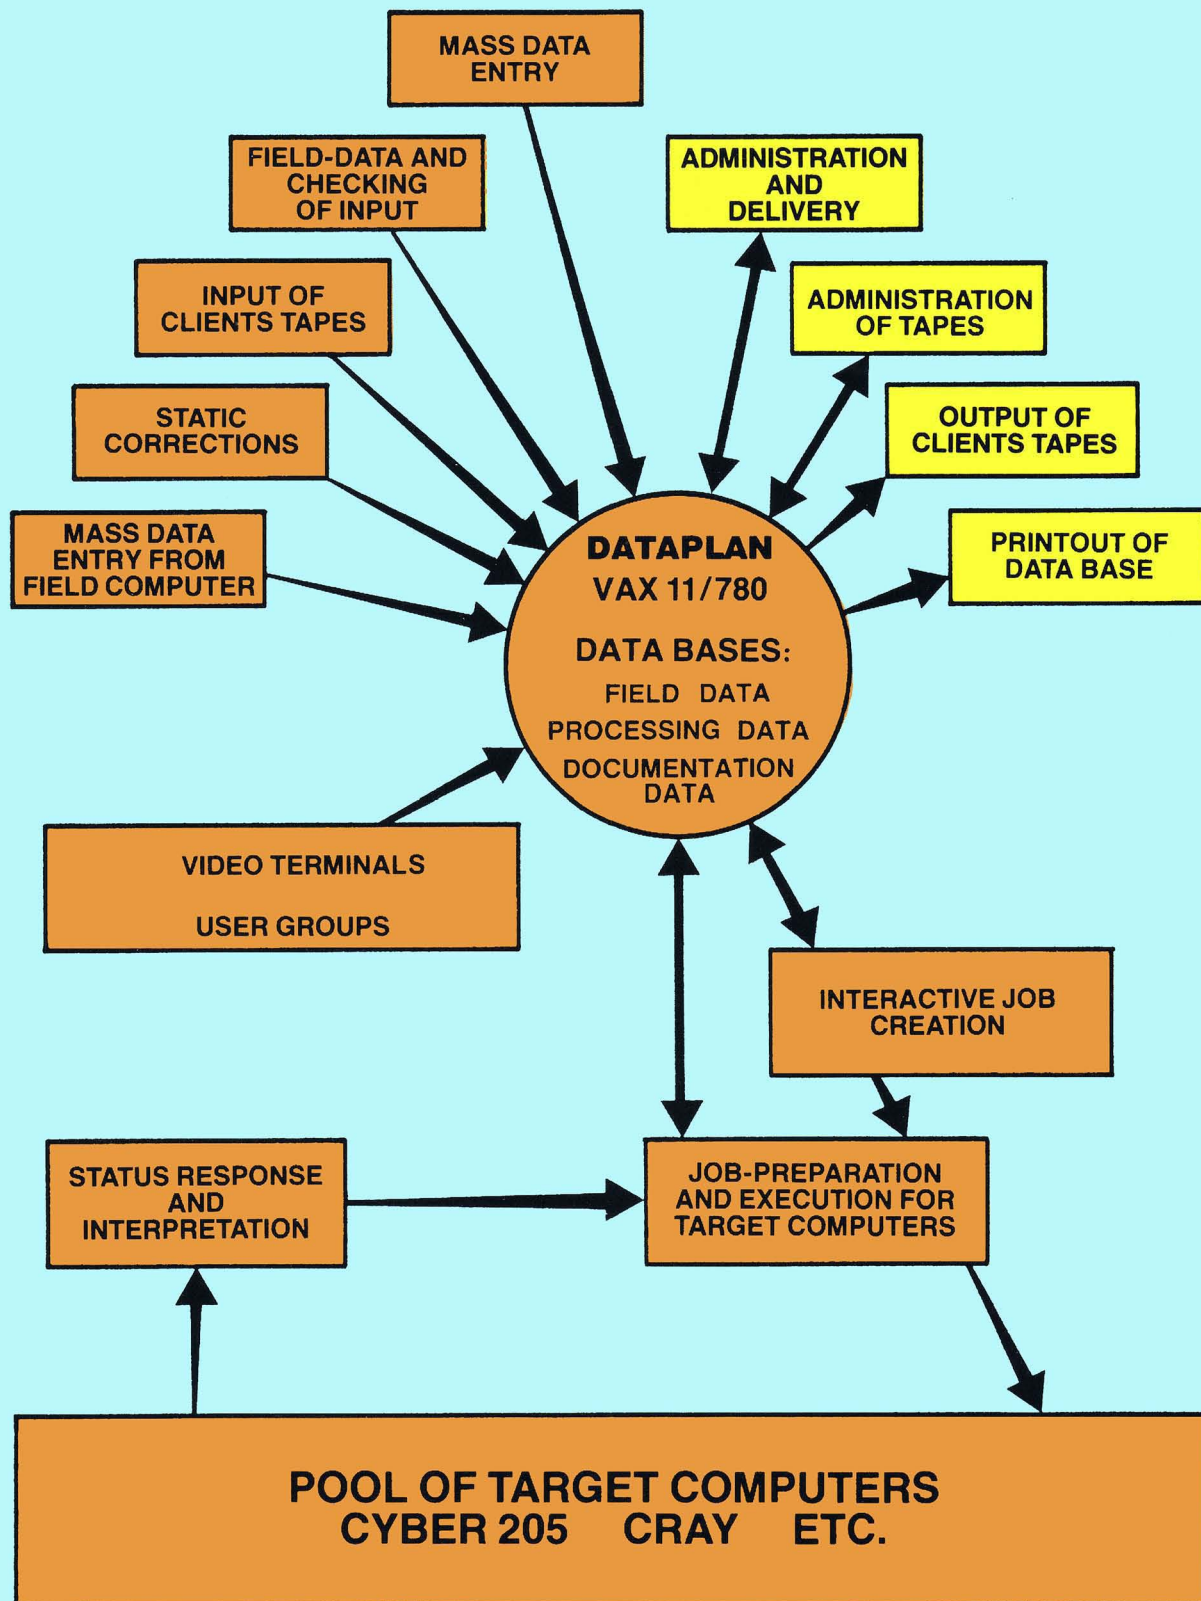 MASS DATA
ENTRY
FIELD-DATA AND
CHECKING
OF INPUT
ADMINISTRATION
AND
DELIVERY
INPUT OF
CLIENTS TAPES
ADMINISTRATION
OF TAPES
STATIC
CORRECTIONS
OUTPUT OF
CLIENTS TAPES
MASS DATA
ENTRY FROM
FIELD COMPUTER
PRINTOUT OF
DATA BASE
DATAPLAN
VAX 11/780
DATA BASES:
FIELD DATA
PROCESSING DATA
DOCUMENTATION
DATA
VIDEO TERMINALS
USER GROUPS
INTERACTIVE JOB
CREATION
STATUS RESPONSE
AND
INTERPRETATION
JOB-PREPARATION
AND EXECUTION FOR
TARGET COMPUTERS
POOL OF TARGET COMPUTERS
CYBER 205 CRAY ETC.